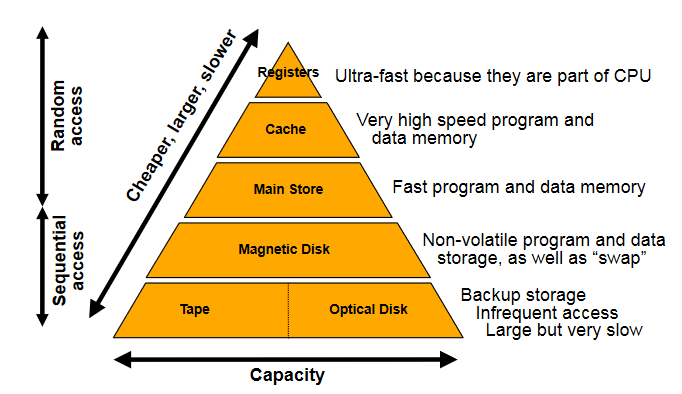 Random
access
Sequential
access
Cheaper, larger, slower
Registers
Ultra-fast because they are part of CPU
Cache
Very high speed program and
data memory
Main Store
Fast program and data memory
Magnetic Disk
Non-volatile program and data
storage, as well as “swap”
Tape
Optical Disk
Backup storage
Infrequent access
Large but very slow
Capacity